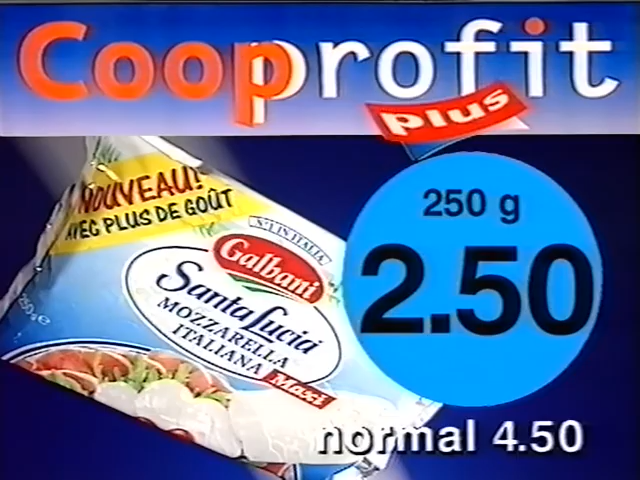 Cooprofit
plus
NOUVEAU!
AVEC PLUS DE GOÛT
N°1 IN ITALIA
Galbani
Santa Lucia
MOZZARELLA
ITALIANA
Maxi
250g e
250 g
2.50
normal 4.50